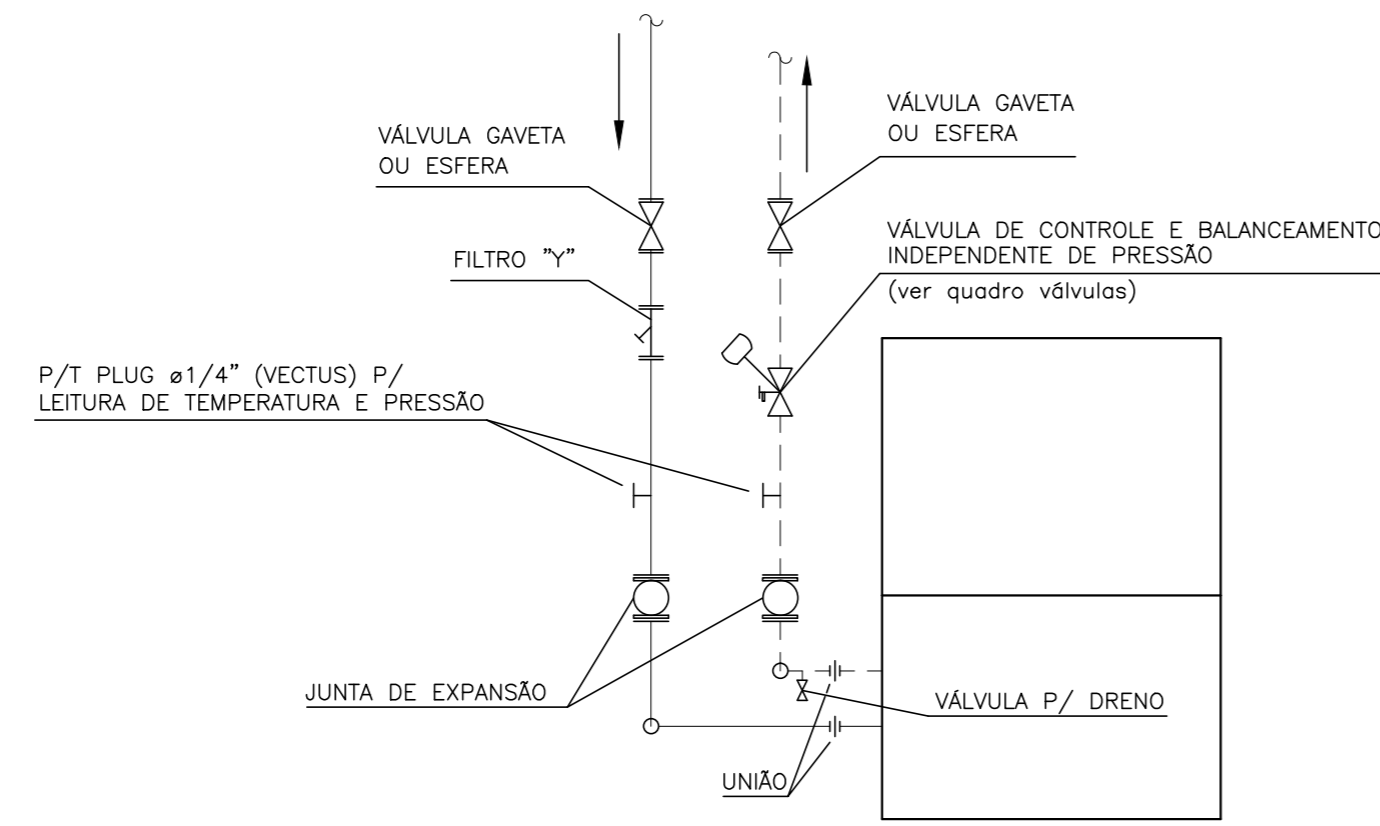 VÁLVULA GAVETA
OU ESFERA
VÁLVULA GAVETA
OU ESFERA
FILTRO "Y"
VÁLVULA DE CONTROLE E BALANCEAMENTO
INDEPENDENTE DE PRESSÃO
(ver quadro válvulas)
P/T PLUG ø1/4" (VECTUS) P/
LEITURA DE TEMPERATURA E PRESSÃO
JUNTA DE EXPANSÃO
VÁLVULA P/ DRENO
UNIÃO